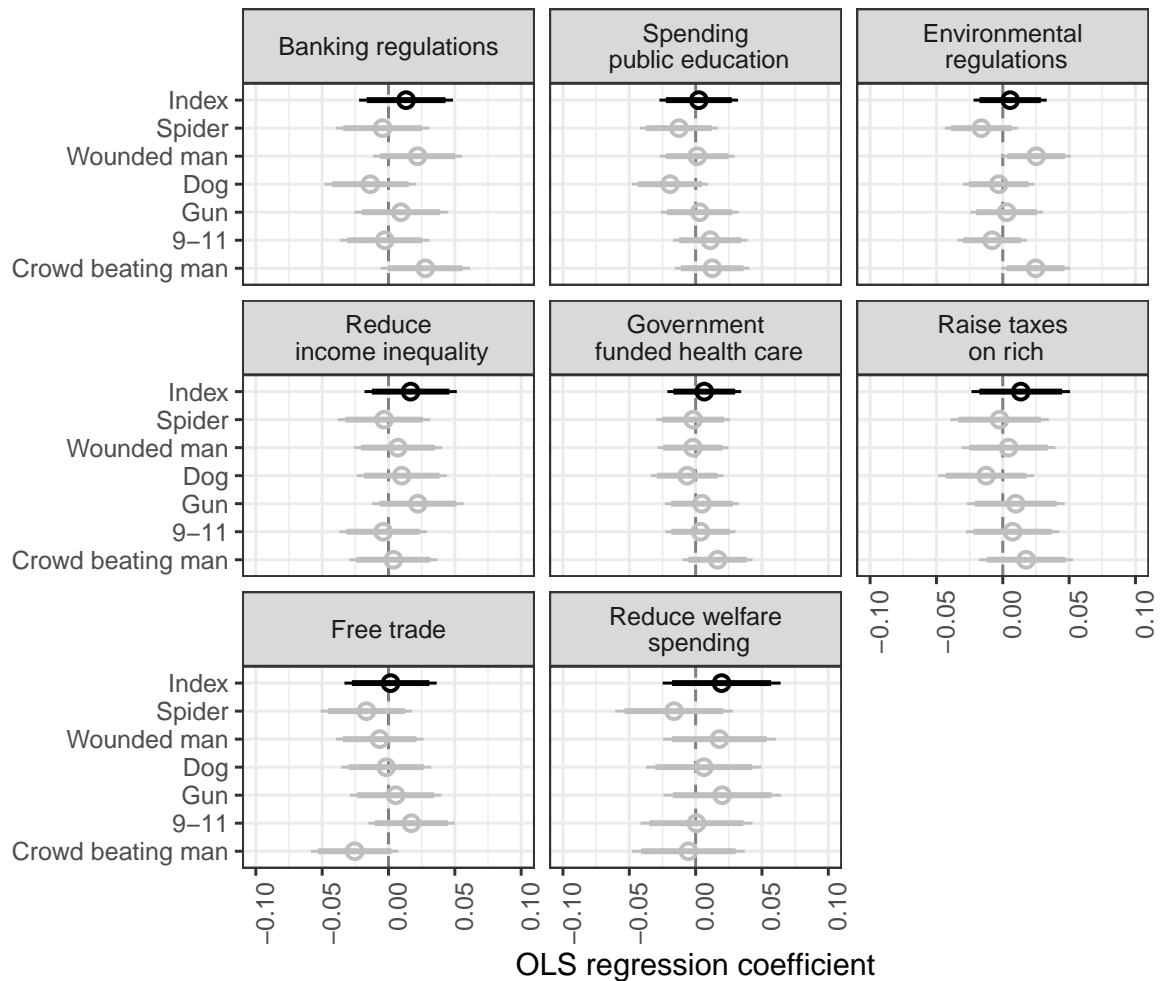 Banking regulations
Spending
public education
Environmental
regulations
Index
Spider
Wounded man
Dog
Gun
9−11
Crowd beating man
Reduce
income inequality
Government
funded health care
Raise taxes
on rich
Index
Spider
Wounded man
Dog
Gun
9−11
Crowd beating man
−0.10
−0.05
0.00
0.05
0.10
Free trade
Reduce welfare
spending
Index
Spider
Wounded man
Dog
Gun
9−11
Crowd beating man
−0.10
−0.05
0.00
0.05
0.10
−0.10
−0.05
0.00
0.05
0.10
OLS regression coefficient